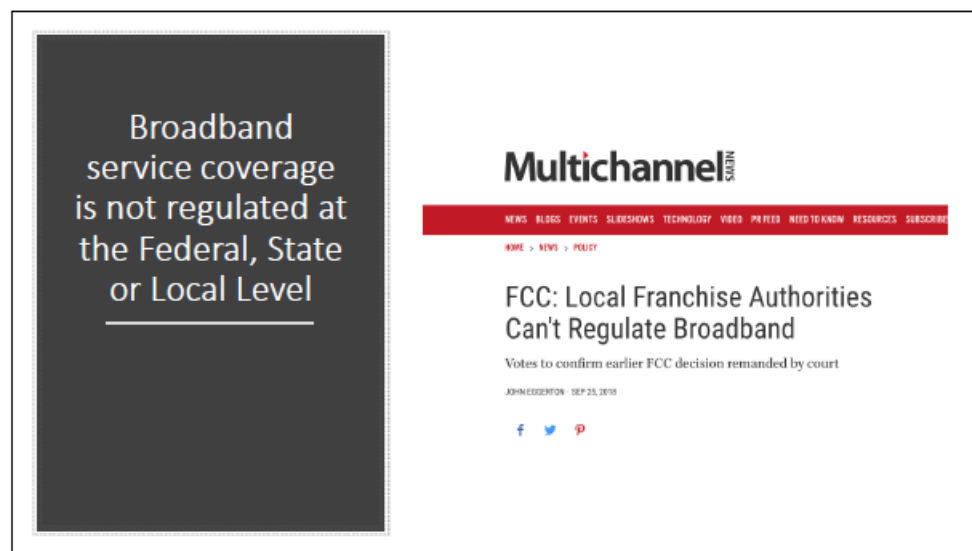 Broadband
service coverage
is not regulated at
the Federal, State
or Local Level
Multichannel NEWS
NEWS BLOGS EVENTS SLIDESHOWS TECHNOLOGY VIDEO PR FEED NEED TO KNOW RESOURCES SUBSCRIBE
HOME > NEWS > POLICY
FCC: Local Franchise Authorities
Can't Regulate Broadband
Votes to confirm earlier FCC decision remanded by court
JOHN EGGERTON · SEP 25, 2018